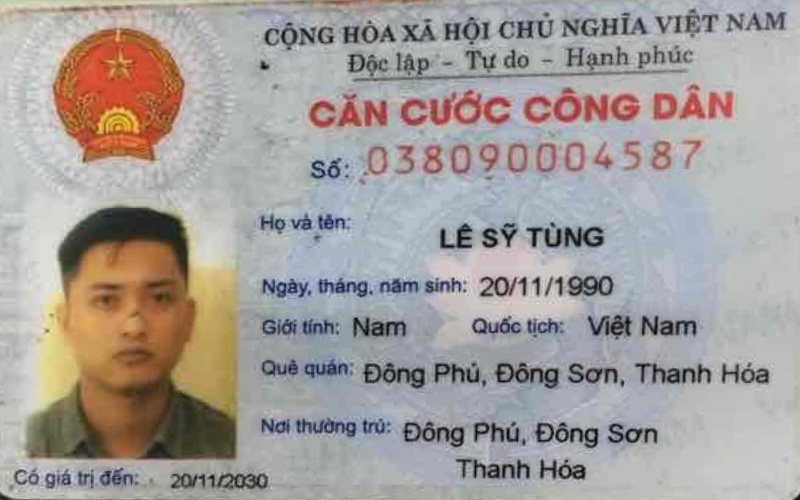 CỘNG HÒA XÃ HỘI CHỦ NGHĨA VIỆT NAM
Độc lập - Tự do - Hạnh phúc
CĂN CƯỚC CÔNG DÂN
Số: 038090004587
Họ và tên: LÊ SỸ TÙNG
Ngày, tháng, năm sinh: 20/11/1990
Giới tính: Nam Quốc tịch: Việt Nam
Quê quán: Đông Phú, Đông Sơn, Thanh Hóa
Nơi thường trú: Đông Phú, Đông Sơn
Thanh Hóa
Có giá trị đến: 20/11/2030